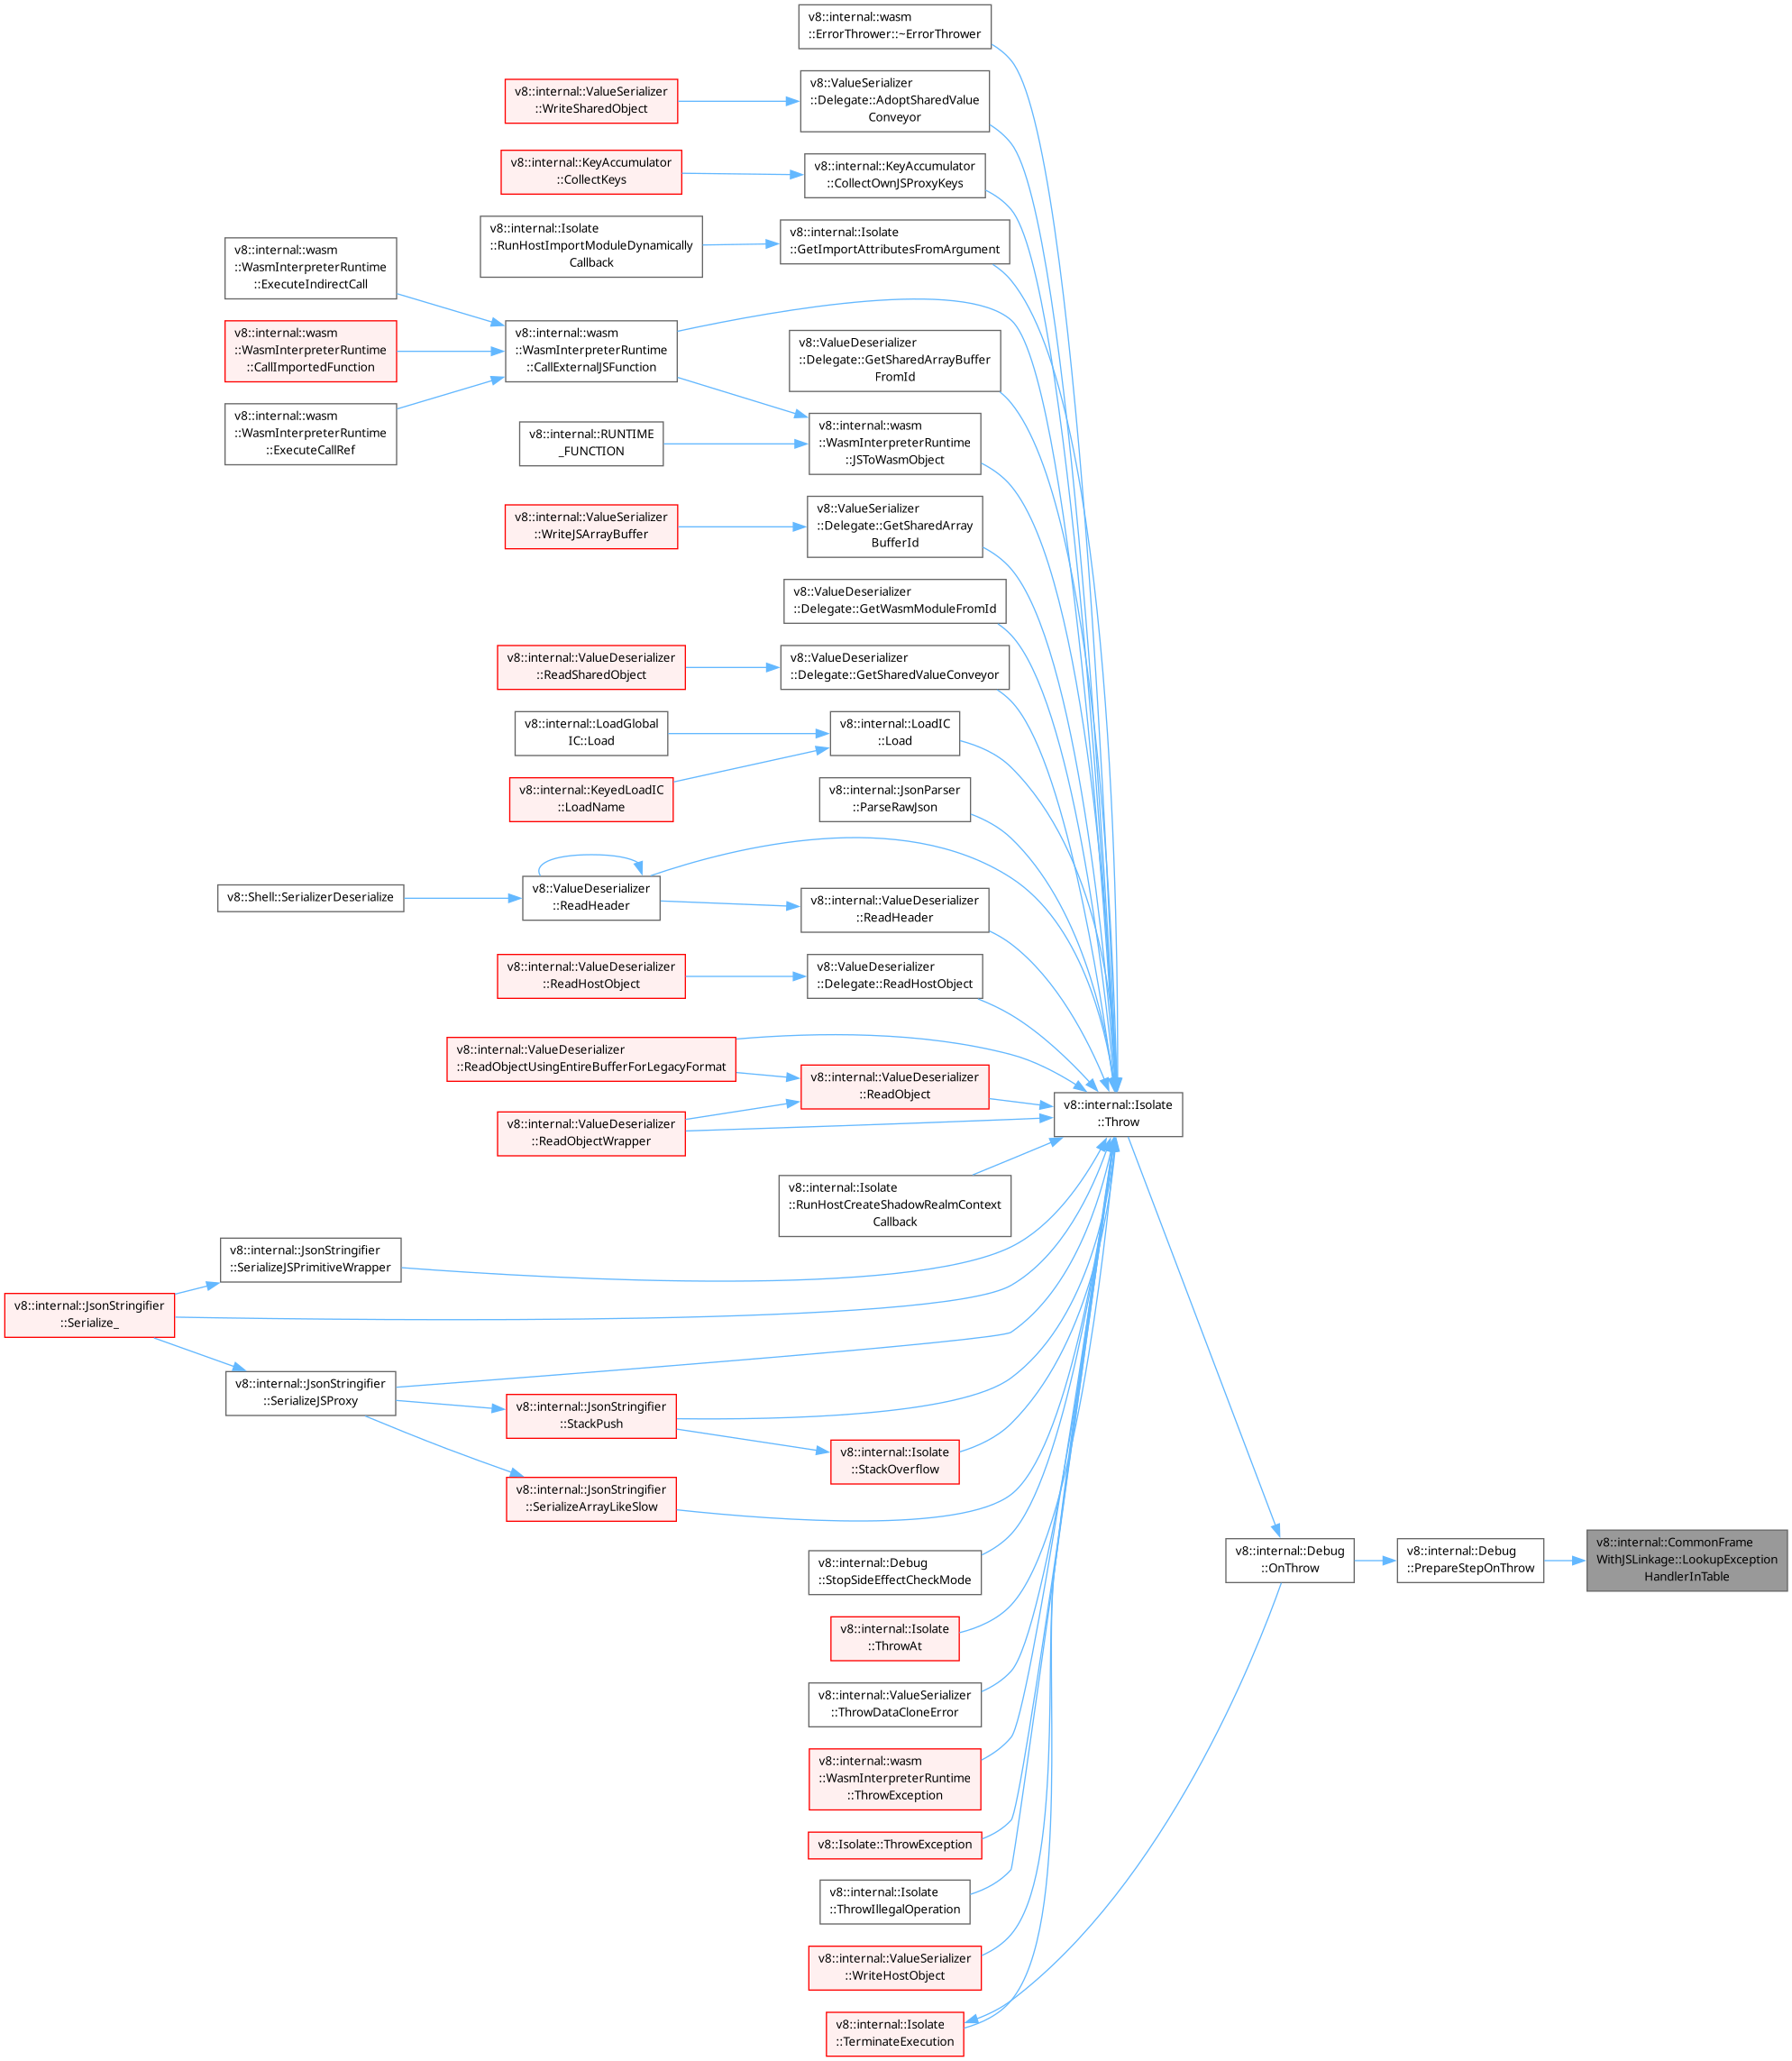 v8::internal::wasm
::ErrorThrower::~ErrorThrower
v8::ValueSerializer
::Delegate::AdoptSharedValue
Conveyor
v8::internal::ValueSerializer
::WriteSharedObject
v8::internal::KeyAccumulator
::CollectOwnJSProxyKeys
v8::internal::KeyAccumulator
::CollectKeys
v8::internal::Isolate
::GetImportAttributesFromArgument
v8::internal::Isolate
::RunHostImportModuleDynamically
Callback
v8::internal::wasm
::WasmInterpreterRuntime
::ExecuteIndirectCall
v8::internal::wasm
::WasmInterpreterRuntime
::CallImportedFunction
v8::internal::wasm
::WasmInterpreterRuntime
::CallExternalJSFunction
v8::internal::wasm
::WasmInterpreterRuntime
::ExecuteCallRef
v8::ValueDeserializer
::Delegate::GetSharedArrayBuffer
FromId
v8::internal::RUNTIME
_FUNCTION
v8::internal::wasm
::WasmInterpreterRuntime
::JSToWasmObject
v8::internal::ValueSerializer
::WriteJSArrayBuffer
v8::ValueSerializer
::Delegate::GetSharedArray
BufferId
v8::ValueDeserializer
::Delegate::GetWasmModuleFromId
v8::internal::ValueDeserializer
::ReadSharedObject
v8::ValueDeserializer
::Delegate::GetSharedValueConveyor
v8::internal::LoadGlobal
IC::Load
v8::internal::LoadIC
::Load
v8::internal::KeyedLoadIC
::LoadName
v8::internal::JsonParser
::ParseRawJson
v8::Shell::SerializerDeserialize
v8::ValueDeserializer
::ReadHeader
v8::internal::ValueDeserializer
::ReadHeader
v8::internal::ValueDeserializer
::ReadHostObject
v8::ValueDeserializer
::Delegate::ReadHostObject
v8::internal::ValueDeserializer
::ReadObjectUsingEntireBufferForLegacyFormat
v8::internal::ValueDeserializer
::ReadObject
v8::internal::ValueDeserializer
::ReadObjectWrapper
v8::internal::Isolate
::Throw
v8::internal::Isolate
::RunHostCreateShadowRealmContext
Callback
v8::internal::JsonStringifier
::SerializeJSPrimitiveWrapper
v8::internal::JsonStringifier
::Serialize_
v8::internal::JsonStringifier
::SerializeJSProxy
v8::internal::JsonStringifier
::StackPush
v8::internal::Isolate
::StackOverflow
v8::internal::JsonStringifier
::SerializeArrayLikeSlow
v8::internal::Debug
::StopSideEffectCheckMode
v8::internal::Debug
::OnThrow
v8::internal::Debug
::PrepareStepOnThrow
v8::internal::CommonFrame
WithJSLinkage::LookupException
HandlerInTable
v8::internal::Isolate
::ThrowAt
v8::internal::ValueSerializer
::ThrowDataCloneError
v8::internal::wasm
::WasmInterpreterRuntime
::ThrowException
v8::Isolate::ThrowException
v8::internal::Isolate
::ThrowIllegalOperation
v8::internal::ValueSerializer
::WriteHostObject
v8::internal::Isolate
::TerminateExecution